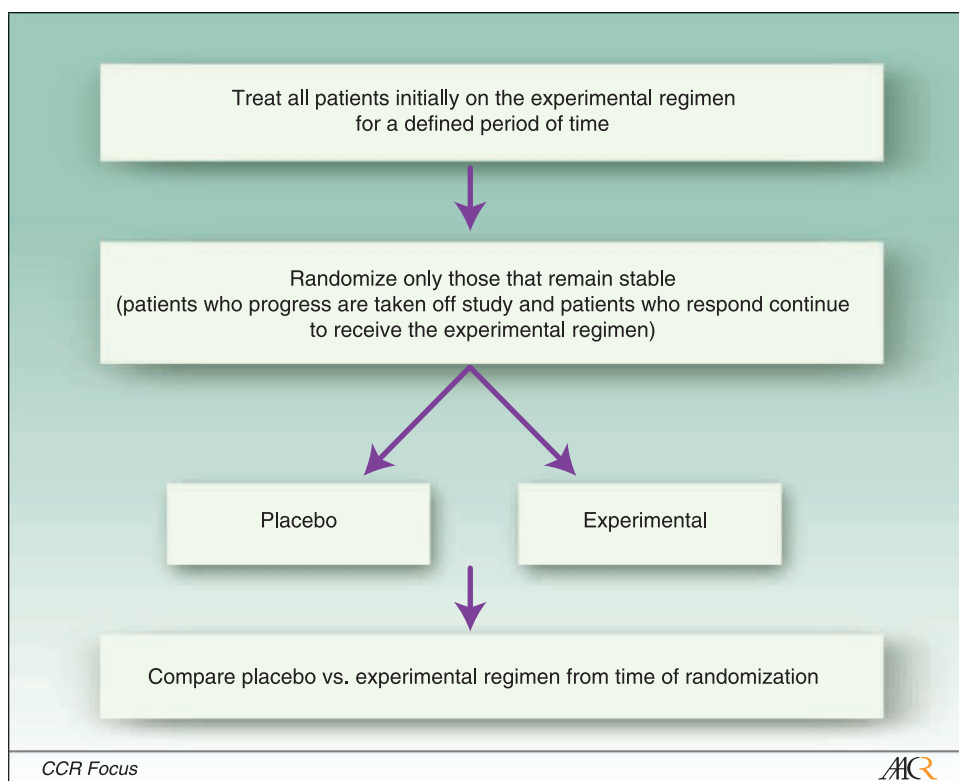 Treat all patients initially on the experimental regimen
for a defined period of time
Randomize only those that remain stable
(patients who progress are taken off study and patients who respond continue
to receive the experimental regimen)
Placebo
Experimental
Compare placebo vs. experimental regimen from time of randomization
CCR Focus
AACR